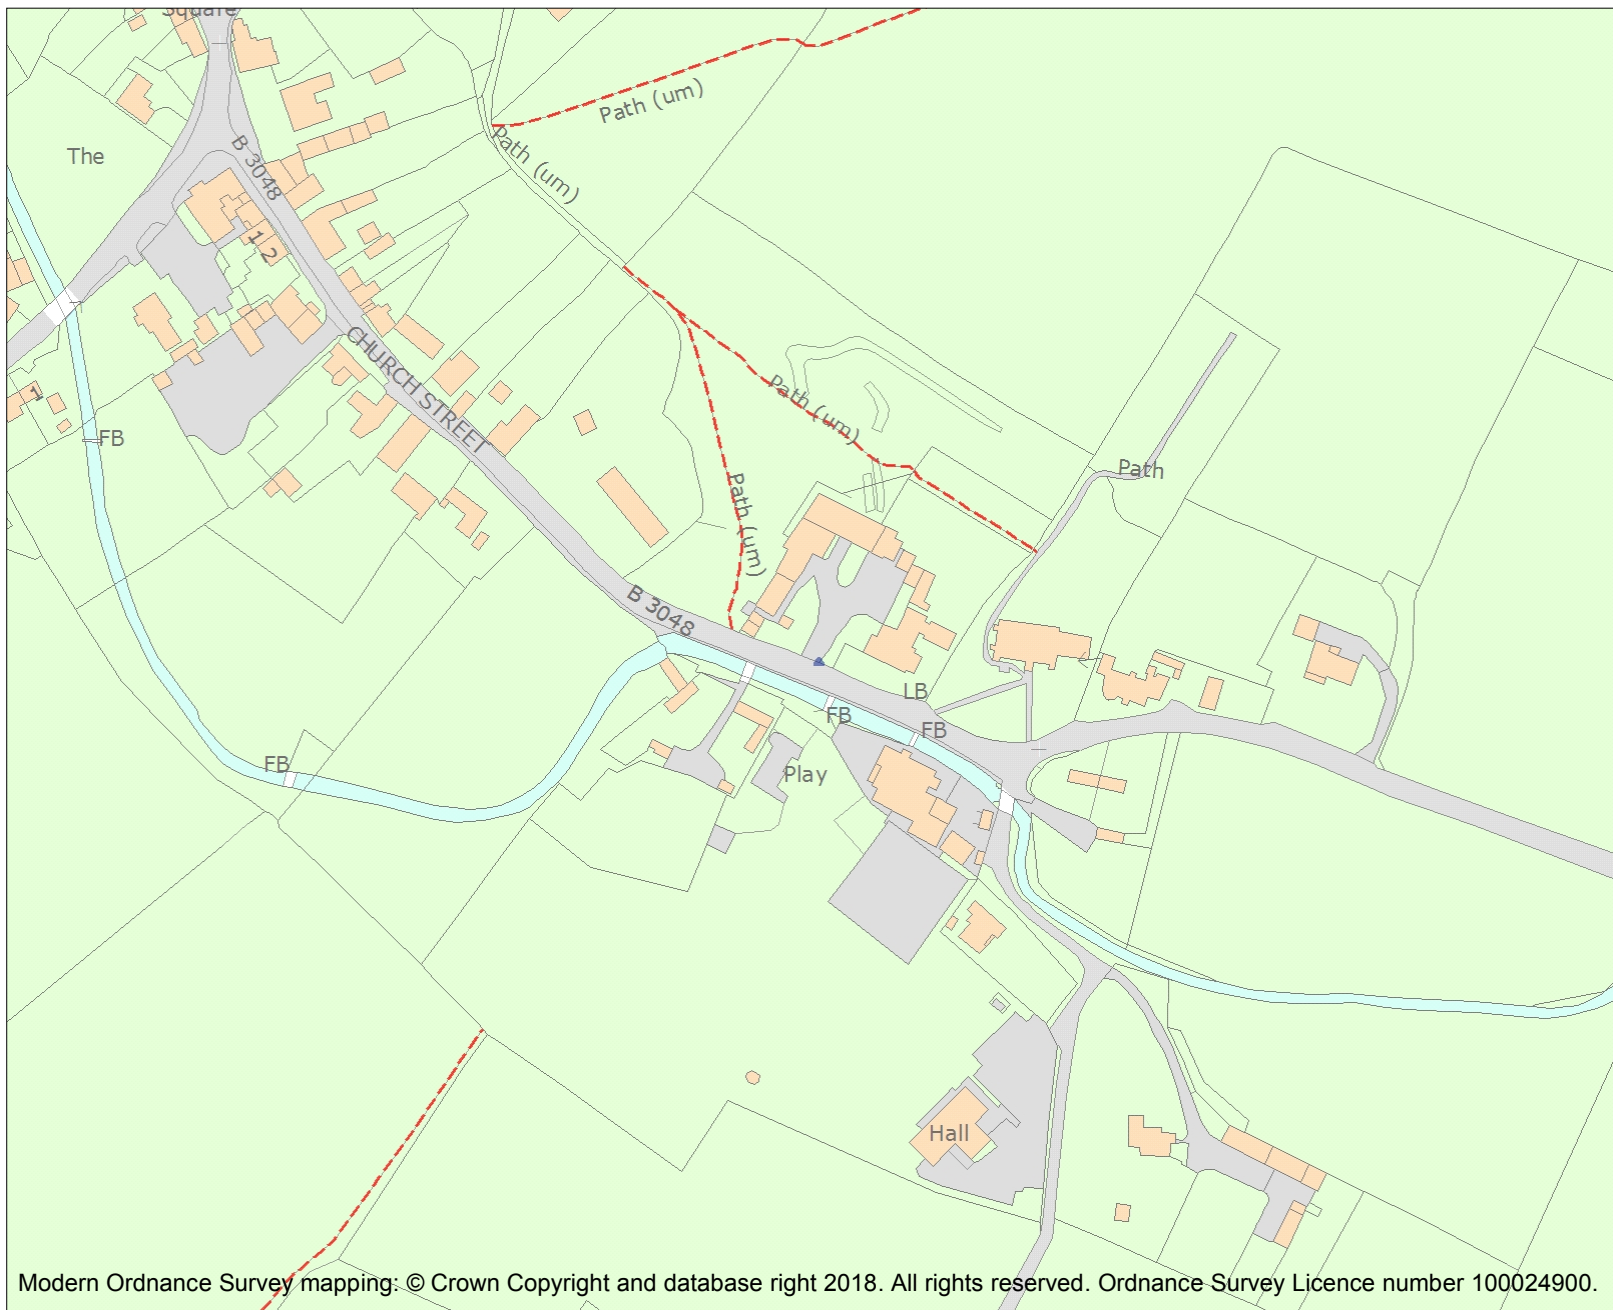 Square
Path (um)
B 3048
Path (um)
The
1 2
CHURCH STREET
Path (um)
FB
Path
Path (um)
B 3048
LB
FB
FB
FB
Play
Hall
Modern Ordnance Survey mapping: © Crown Copyright and database right 2018. All rights reserved. Ordnance Survey Licence number 100024900.